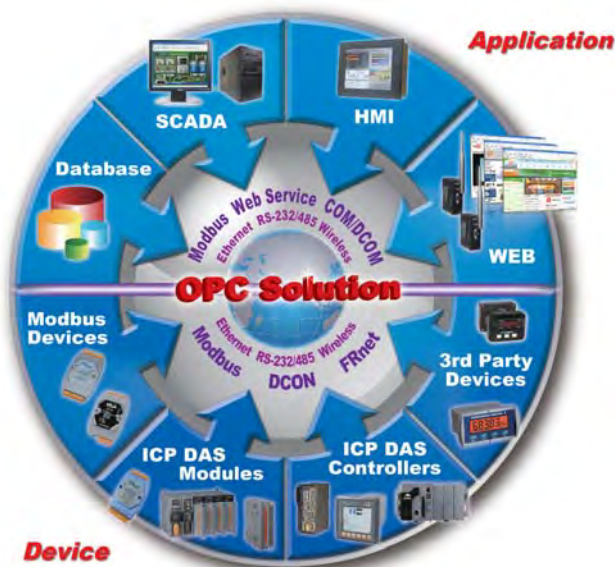 Application
SCADA
HMI
Database
WEB
Modbus Web Service COM/DCOM
Ethernet RS-232/485 Wireless
OPC Solution
Ethernet RS-232/485 Wireless
Modbus
DCON
FRnet
Modbus
Devices
3rd Party
Devices
ICP DAS
Modules
ICP DAS
Controllers
Device